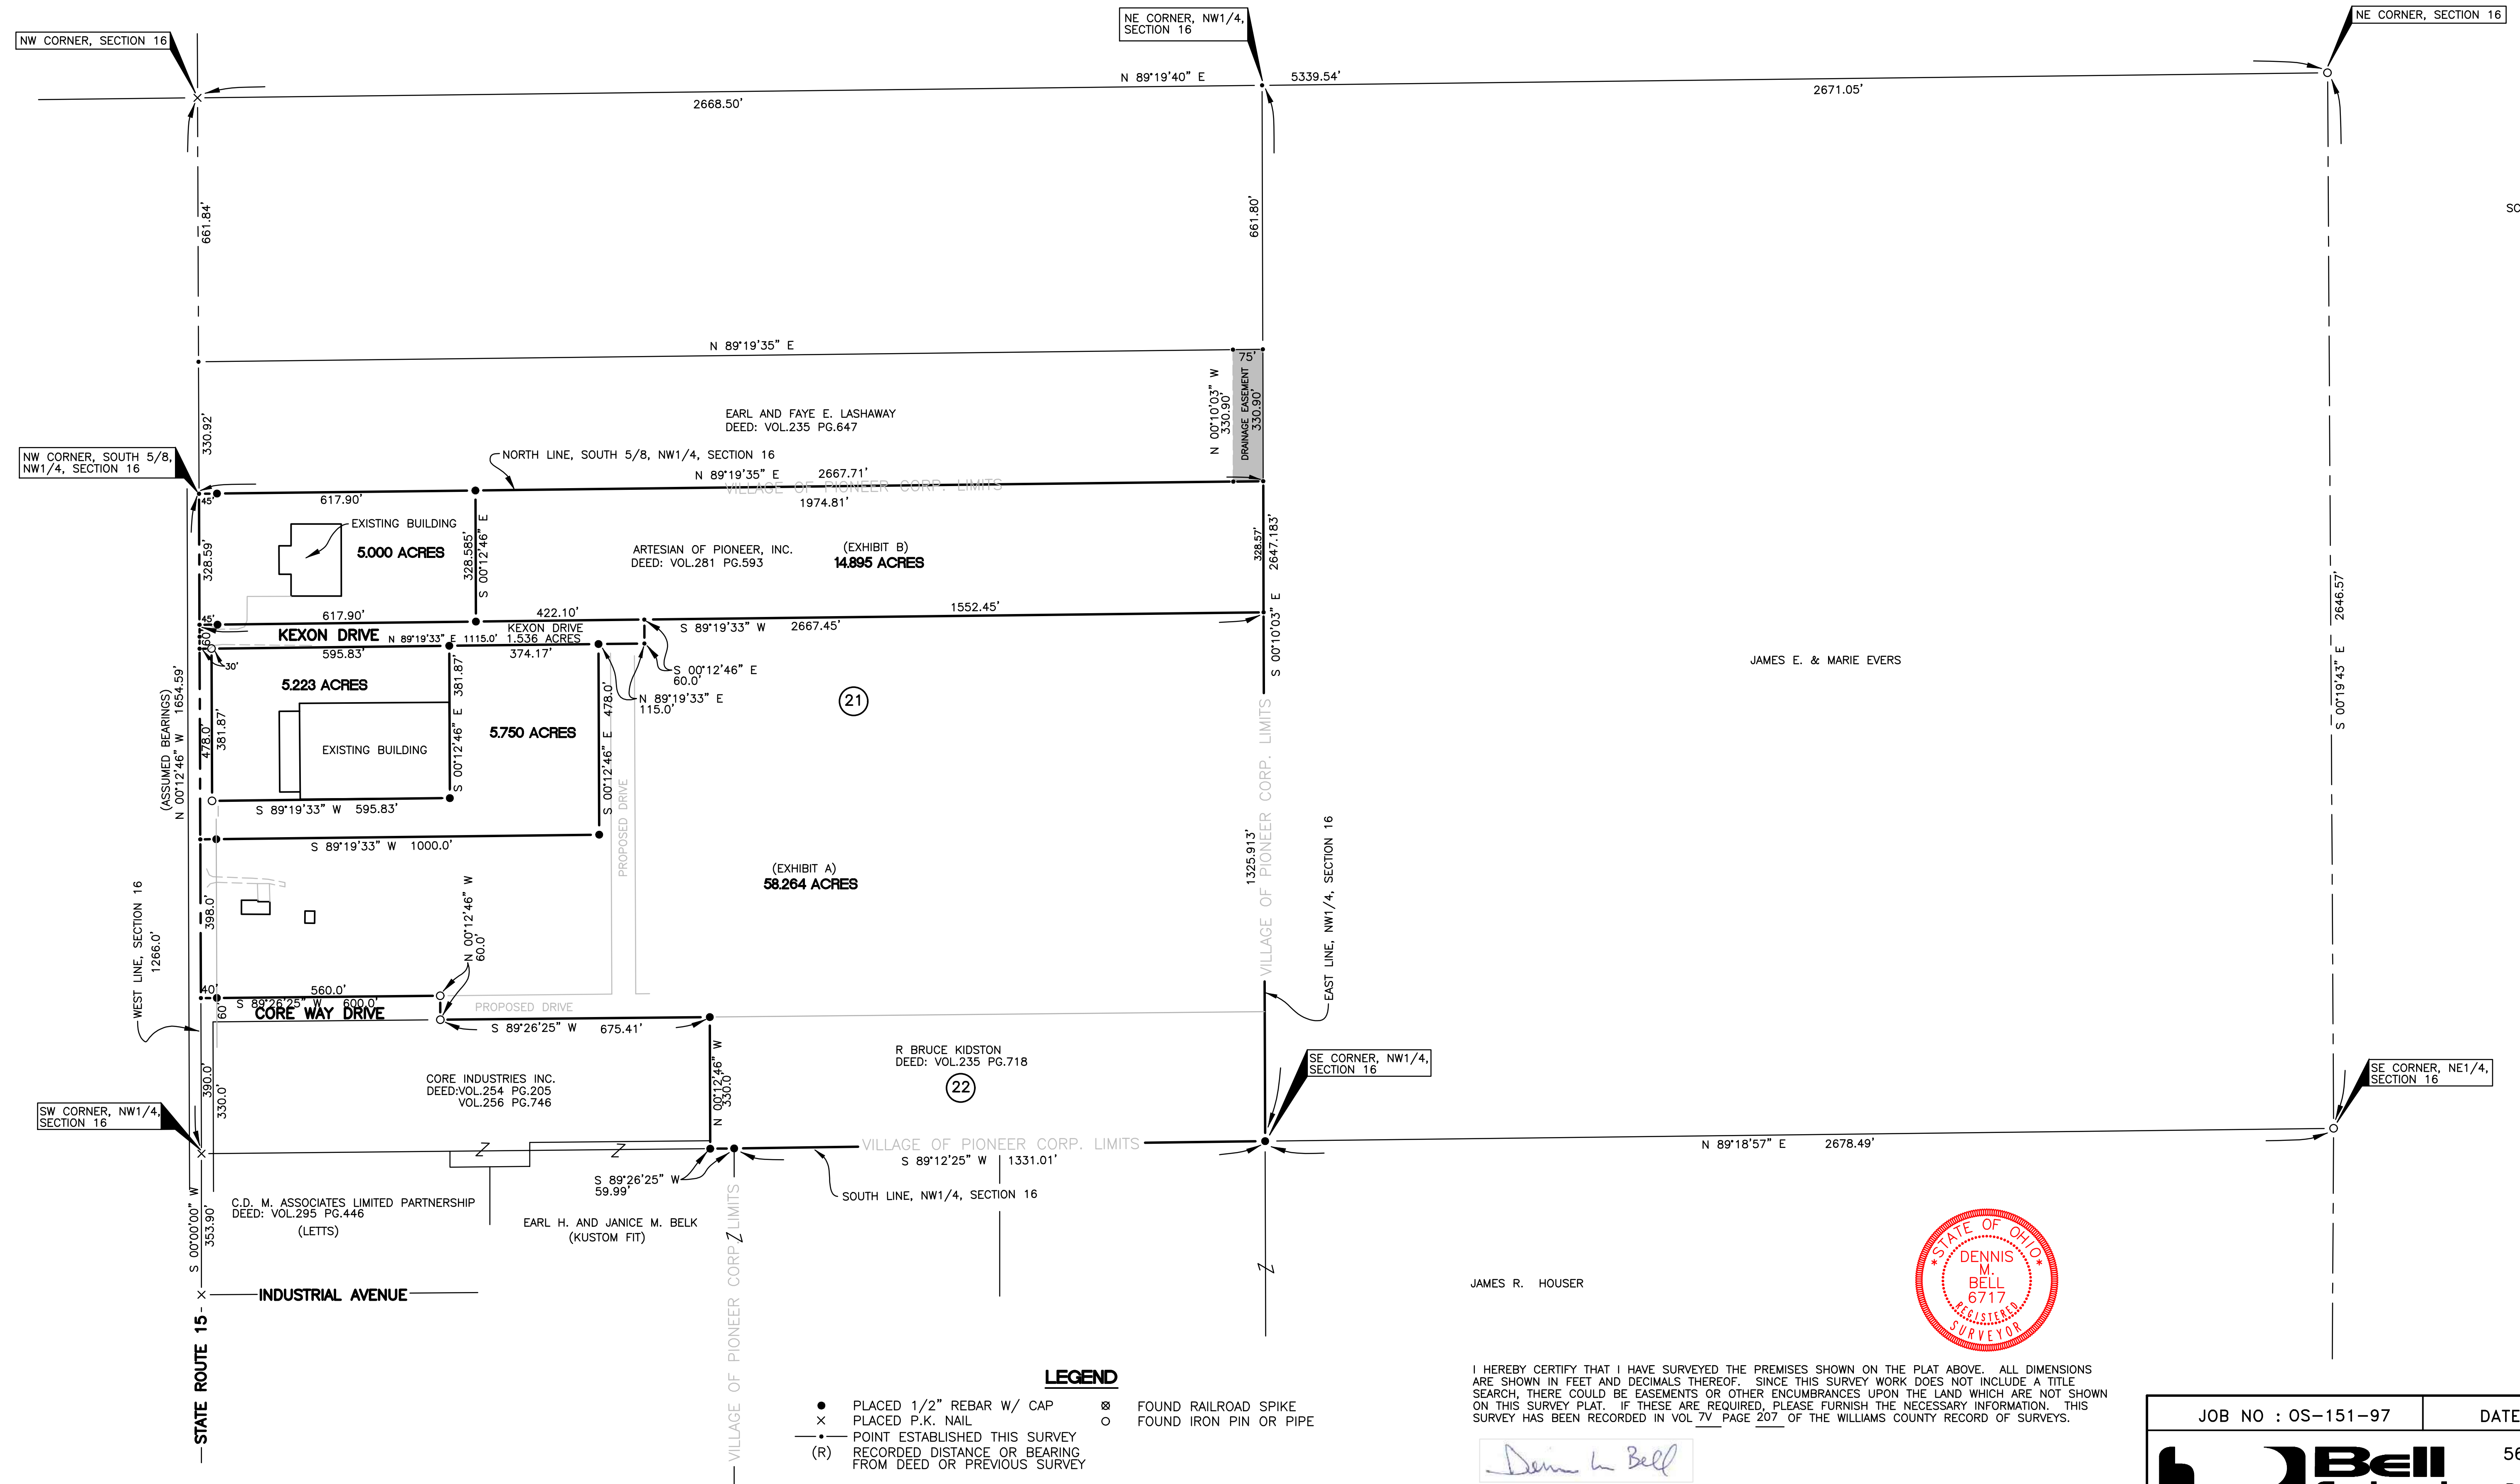 NW CORNER, SECTION 16
NE CORNER, NW1/4,
SECTION 16
NE CORNER, SECTION 16
N 89°19'40" E
5339.54'
2668.50'
2671.05'
661.84'
661.80'
N 89°19'35" E
75'
N 00°10'03" W
330.90'
DRAINAGE EASEMENT
330.90'
330.92'
EARL AND FAYE E. LASHAWAY
DEED: VOL.235 PG.647
NW CORNER, SOUTH 5/8,
NW1/4, SECTION 16
NORTH LINE, SOUTH 5/8, NW1/4, SECTION 16
N 89°19'35" E 2667.71'
VILLAGE OF PIONEER CORP. LIMITS
45'
617.90'
1974.81'
EXISTING BUILDING
5.000 ACRES
328.59'
328.585'
S 00°12'46" E
ARTESIAN OF PIONEER, INC.
DEED: VOL.281 PG.593
(EXHIBIT B)
14.895 ACRES
328.57'
2647.183'
S 00°10'03" E
45'
617.90'
422.10'
1552.45'
60'
KEXON DRIVE
N 89°19'33" E 1115.0'
KEXON DRIVE
1.536 ACRES
S 89°19'33" W 2667.45'
595.83'
374.17'
30'
S 00°12'46" E
60.0'
N 89°19'33" E
115.0'
5.223 ACRES
S 00°12'46" E 381.87'
5.750 ACRES
S 00°12'46" E 478.0'
21
JAMES E. & MARIE EVERS
S 00°19'43" E 2646.57'
(ASSUMED BEARINGS)
N 00°12'46" W 1654.59'
478.0'
381.87'
EXISTING BUILDING
PROPOSED DRIVE
S 89°19'33" W 595.83'
S 89°19'33" W 1000.0'
(EXHIBIT A)
58.264 ACRES
1325.913'
VILLAGE OF PIONEER CORP. LIMITS
EAST LINE, NW1/4, SECTION 16
WEST LINE, SECTION 16
1266.0'
398.0'
N 00°12'46" W
60.0'
40'
560.0'
S 89°26'25" W 600.0'
60'
CORE WAY DRIVE
PROPOSED DRIVE
S 89°26'25" W 675.41'
390.0'
330.0'
CORE INDUSTRIES INC.
DEED:VOL.254 PG.205
VOL.256 PG.746
N 00°12'46" W
330.0'
R BRUCE KIDSTON
DEED: VOL.235 PG.718
22
SE CORNER, NW1/4,
SECTION 16
SE CORNER, NE1/4,
SECTION 16
SW CORNER, NW1/4,
SECTION 16
VILLAGE OF PIONEER CORP. LIMITS
S 89°12'25" W 1331.01'
N 89°18'57" E 2678.49'
S 89°26'25" W
59.99'
SOUTH LINE, NW1/4, SECTION 16
S 00°00'00" W
353.90'
C.D. M. ASSOCIATES LIMITED PARTNERSHIP
DEED: VOL.295 PG.446
(LETTS)
EARL H. AND JANICE M. BELK
(KUSTOM FIT)
VILLAGE OF PIONEER CORP. LIMITS
INDUSTRIAL AVENUE
STATE ROUTE 15
JAMES R. HOUSER
STATE OF OHIO
DENNIS
M.
BELL
6717
REGISTERED
SURVEYOR
LEGEND
PLACED 1/2" REBAR W/ CAP
PLACED P.K. NAIL
POINT ESTABLISHED THIS SURVEY
(R) RECORDED DISTANCE OR BEARING
FROM DEED OR PREVIOUS SURVEY
FOUND RAILROAD SPIKE
FOUND IRON PIN OR PIPE
I HEREBY CERTIFY THAT I HAVE SURVEYED THE PREMISES SHOWN ON THE PLAT ABOVE. ALL DIMENSIONS
ARE SHOWN IN FEET AND DECIMALS THEREOF. SINCE THIS SURVEY WORK DOES NOT INCLUDE A TITLE
SEARCH, THERE COULD BE EASEMENTS OR OTHER ENCUMBRANCES UPON THE LAND WHICH ARE NOT SHOWN
ON THIS SURVEY PLAT. IF THESE ARE REQUIRED, PLEASE FURNISH THE NECESSARY INFORMATION. THIS
SURVEY HAS BEEN RECORDED IN VOL 7V PAGE 207 OF THE WILLIAMS COUNTY RECORD OF SURVEYS.
Dennis M Bell
JOB NO : OS-151-97
DATE
Bell
56
SC